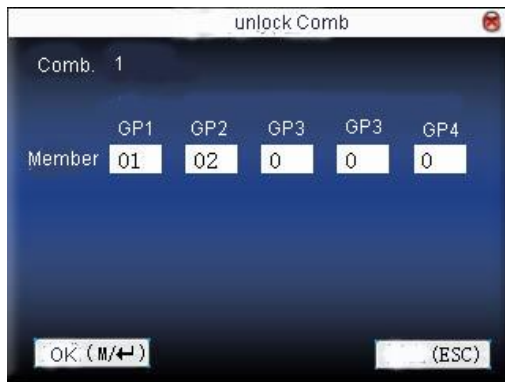 unlock Comb
Comb. 1
GP1 GP2 GP3 GP3 GP4
Member 01 02 0 0 0
OK (M/↵) (ESC)